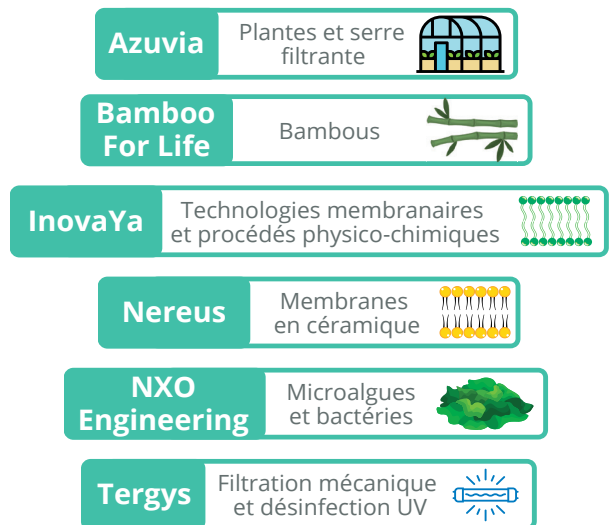 Azuvia
Plantes et serre
filtrante
Bamboo
For Life
Bambous
InovaYa
Technologies membranaires
et procédés physico-chimiques
Nereus
Membranes
en céramique
NXO
Engineering
Microalgues
et bactéries
Tergys
Filtration mécanique
et désinfection UV